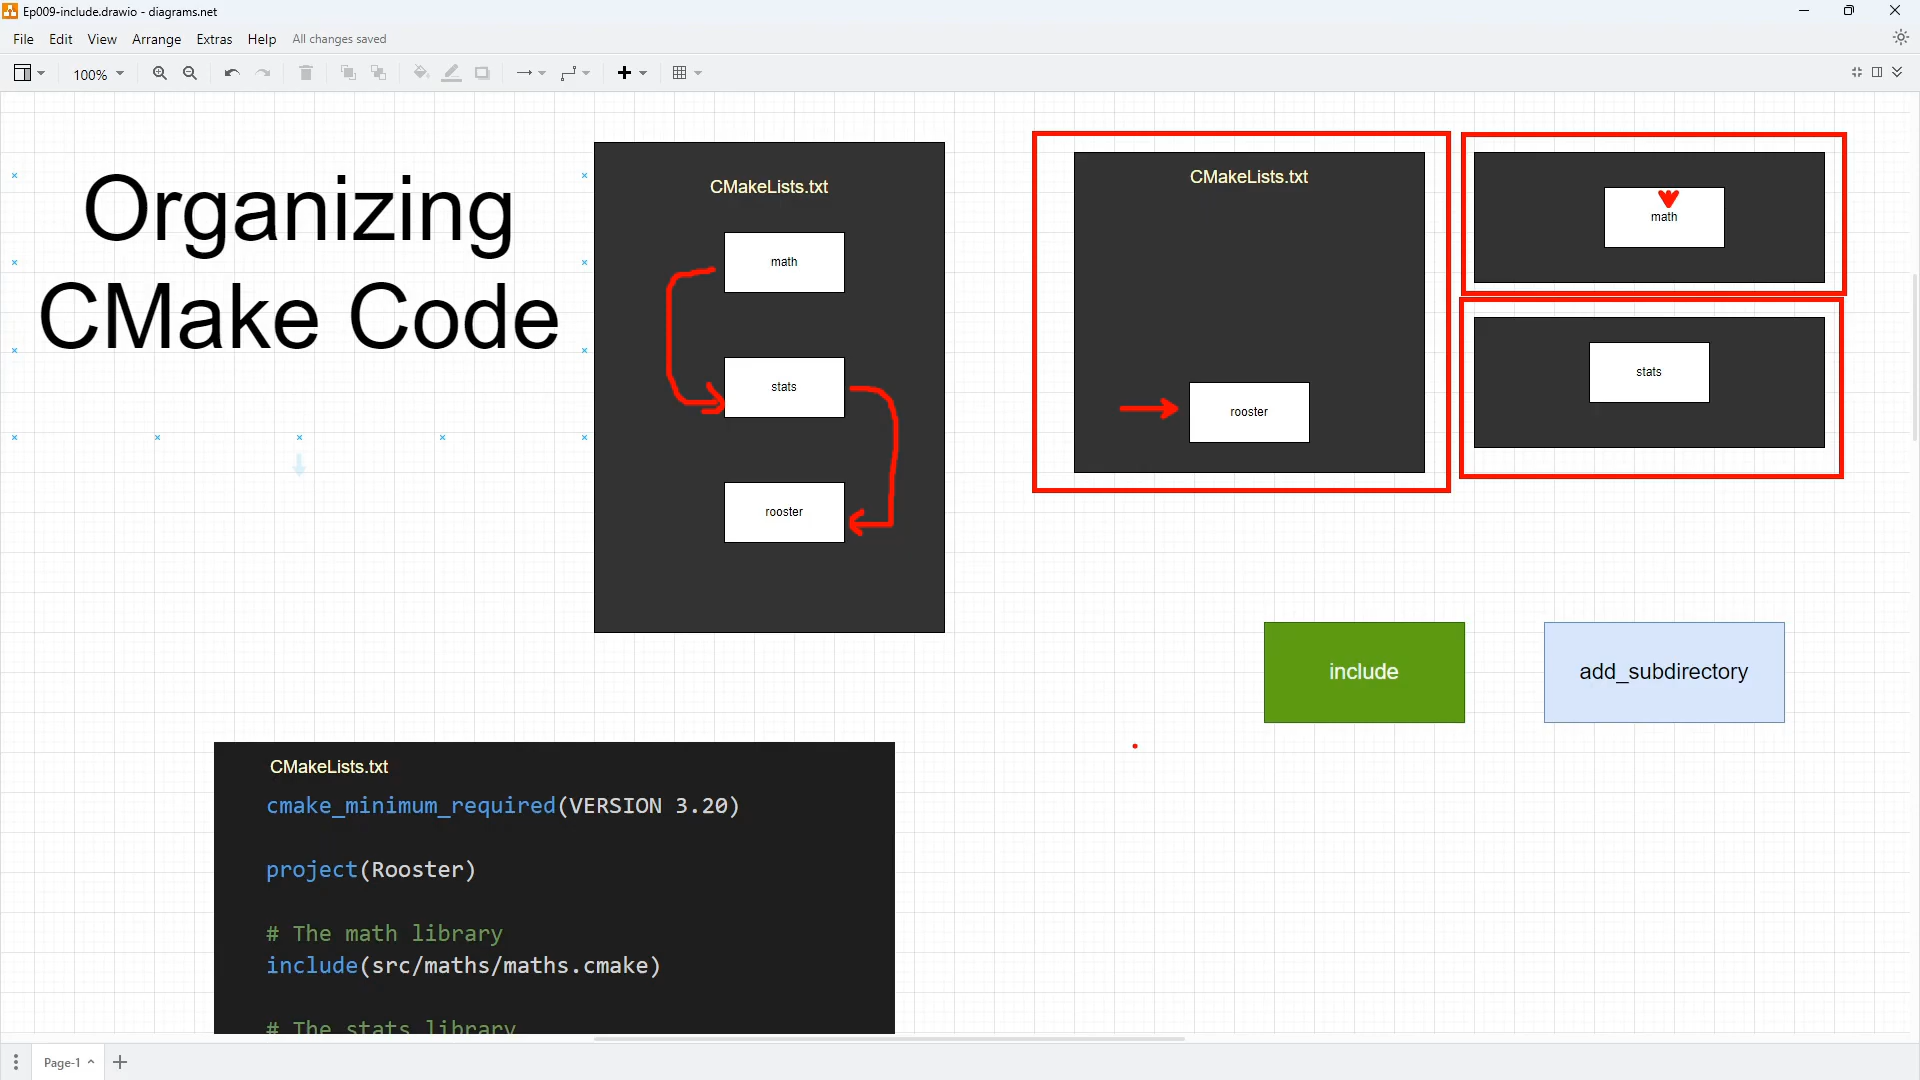 Ep009-include.drawio - diagrams.net
File Edit View Arrange Extras Help All changes saved
100%
Organizing
CMake Code
CMakeLists.txt
math
stats
rooster
CMakeLists.txt
rooster
math
stats
include
add_subdirectory
CMakeLists.txt
cmake_minimum_required(VERSION 3.20)
project(Rooster)
# The math library
include(src/maths/maths.cmake)
# The stats library
Page-1